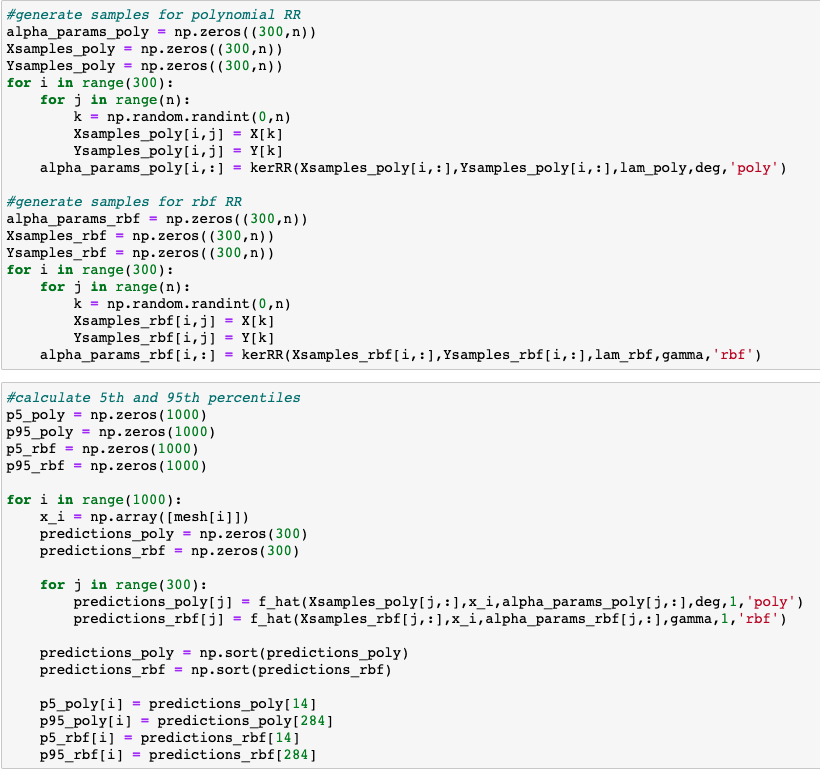 #generate samples for polynomial RR
alpha_params_poly = np.zeros((300,n))
Xsamples_poly = np.zeros((300,n))
Ysamples_poly = np.zeros((300,n))
for i in range(300):
    for j in range(n):
        k = np.random.randint(0,n)
        Xsamples_poly[i,j] = X[k]
        Ysamples_poly[i,j] = Y[k]
    alpha_params_poly[i,:] = kerRR(Xsamples_poly[i,:],Ysamples_poly[i,:],lam_poly,deg,'poly')

#generate samples for rbf RR
alpha_params_rbf = np.zeros((300,n))
Xsamples_rbf = np.zeros((300,n))
Ysamples_rbf = np.zeros((300,n))
for i in range(300):
    for j in range(n):
        k = np.random.randint(0,n)
        Xsamples_rbf[i,j] = X[k]
        Ysamples_rbf[i,j] = Y[k]
    alpha_params_rbf[i,:] = kerRR(Xsamples_rbf[i,:],Ysamples_rbf[i,:],lam_rbf,gamma,'rbf')

#calculate 5th and 95th percentiles
p5_poly = np.zeros(1000)
p95_poly = np.zeros(1000)
p5_rbf = np.zeros(1000)
p95_rbf = np.zeros(1000)

for i in range(1000):
    x_i = np.array([mesh[i]])
    predictions_poly = np.zeros(300)
    predictions_rbf = np.zeros(300)

    for j in range(300):
        predictions_poly[j] = f_hat(Xsamples_poly[j,:],x_i,alpha_params_poly[j,:],deg,1,'poly')
        predictions_rbf[j] = f_hat(Xsamples_rbf[j,:],x_i,alpha_params_rbf[j,:],gamma,1,'rbf')

    predictions_poly = np.sort(predictions_poly)
    predictions_rbf = np.sort(predictions_rbf)

    p5_poly[i] = predictions_poly[14]
    p95_poly[i] = predictions_poly[284]
    p5_rbf[i] = predictions_rbf[14]
    p95_rbf[i] = predictions_rbf[284]